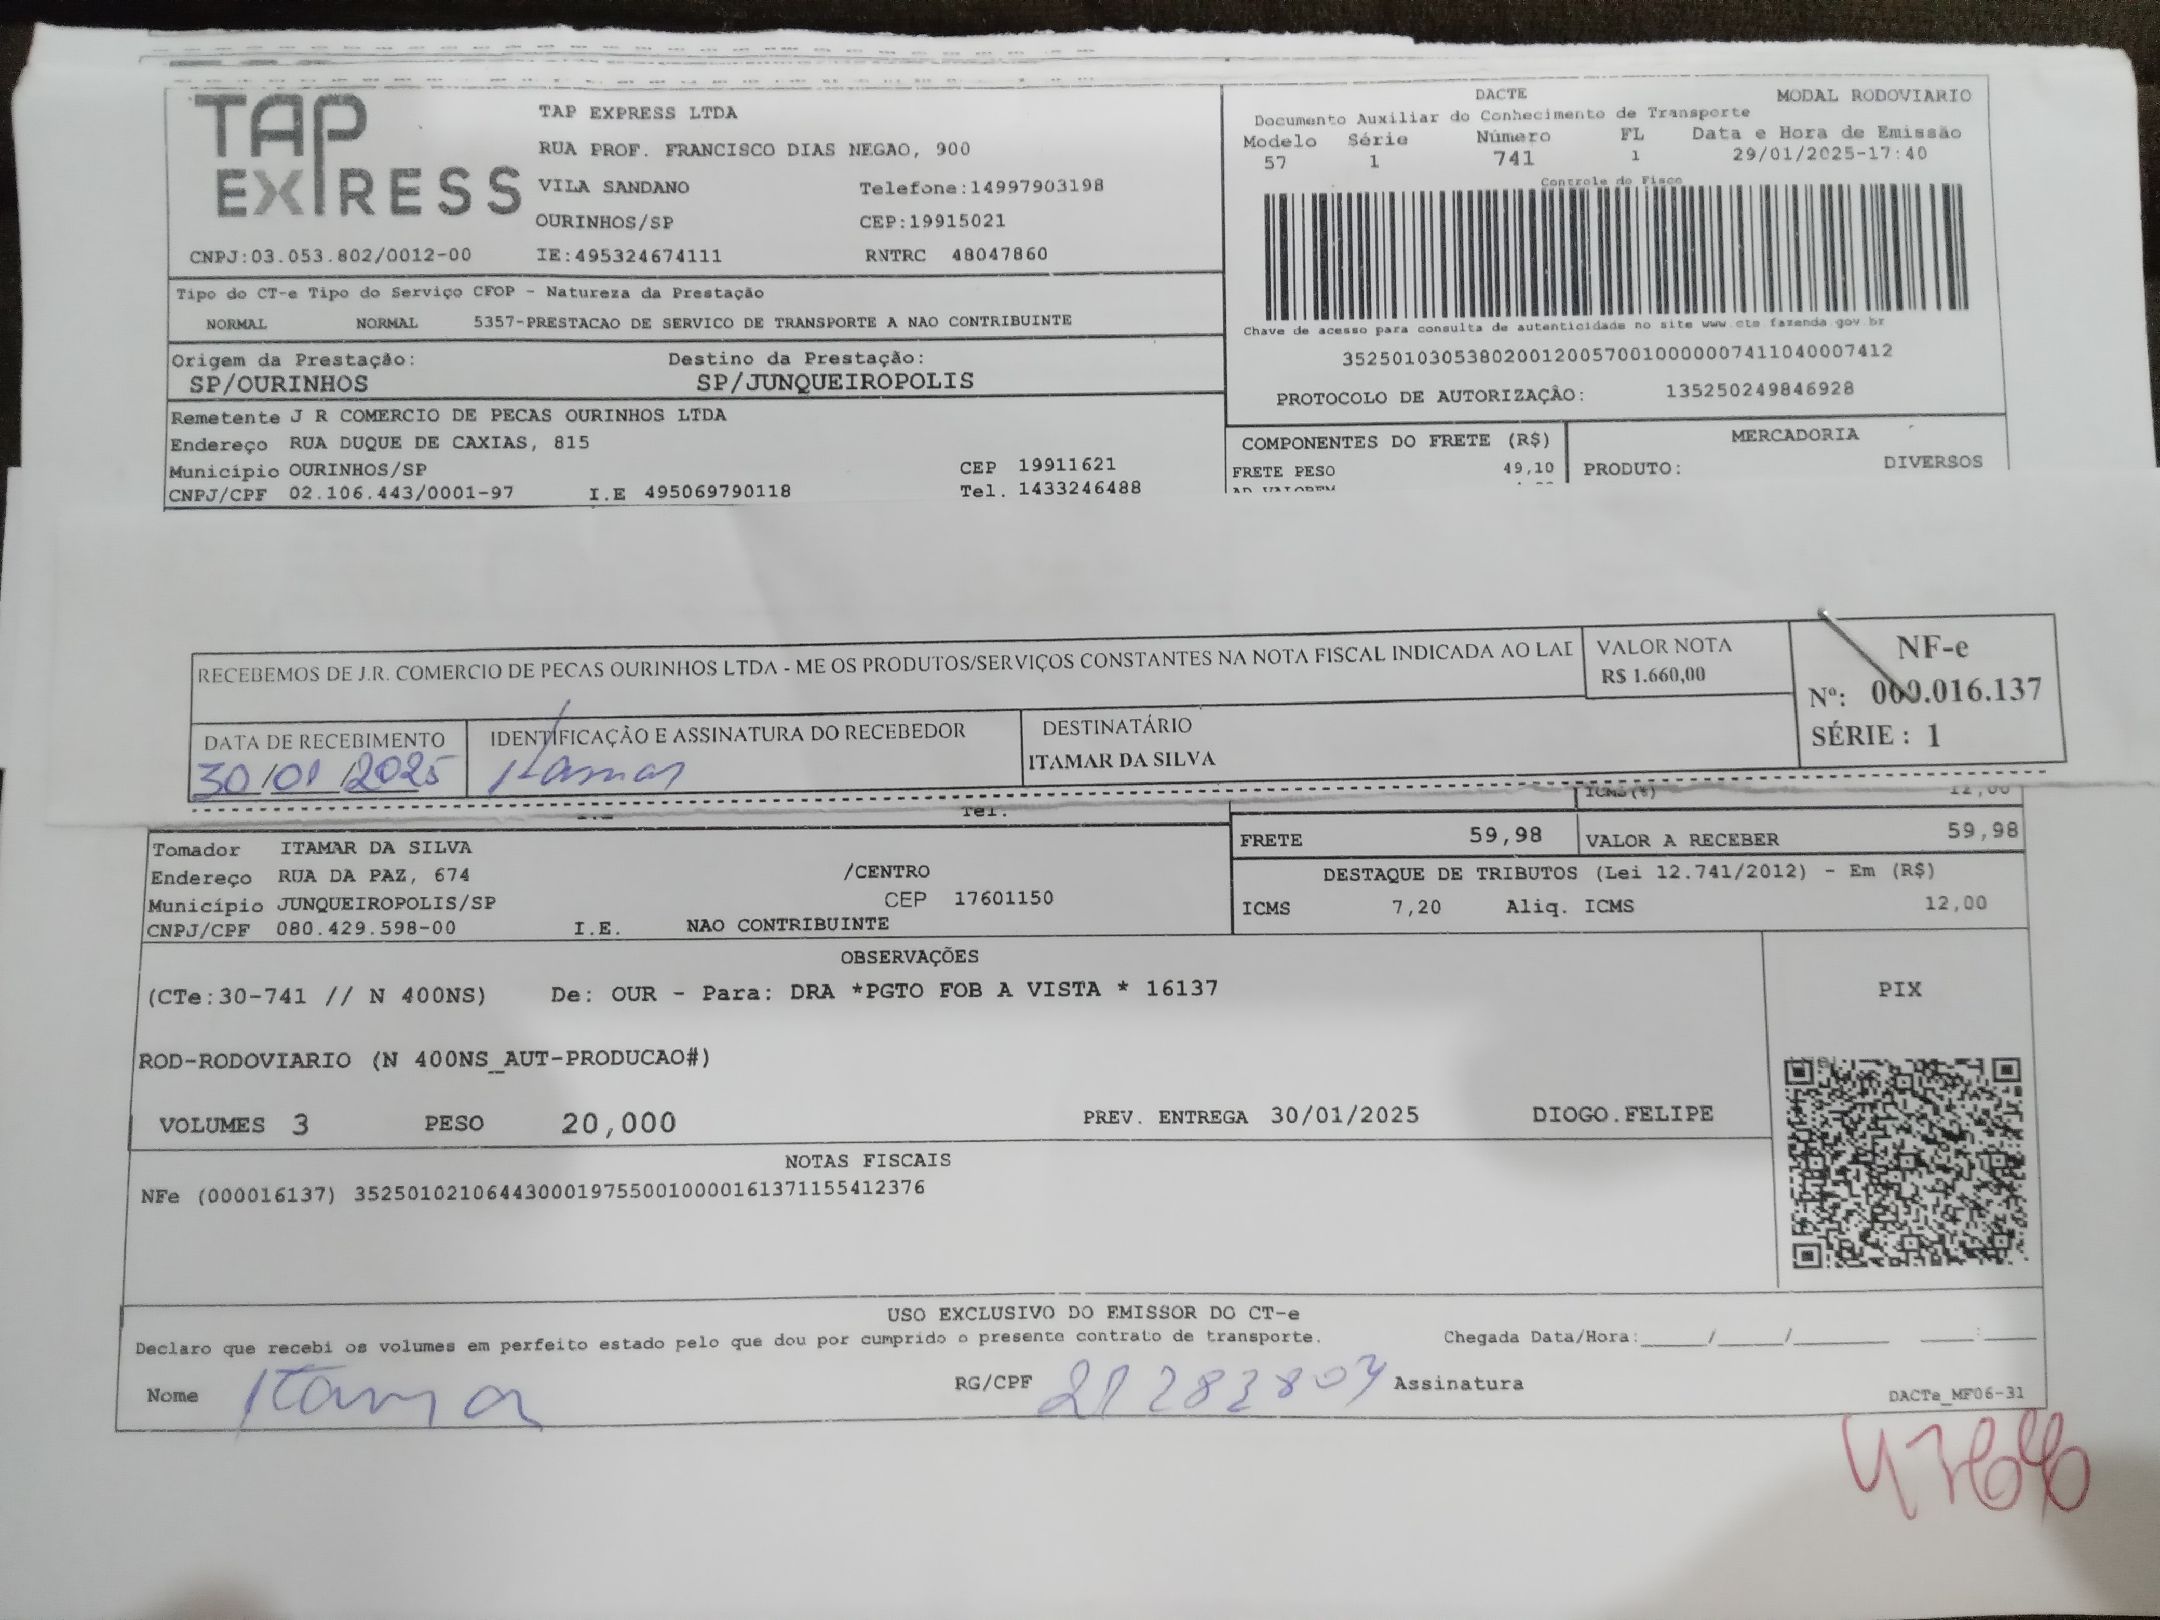 TAP EXPRESS
TAP EXPRESS LTDA
RUA PROF. FRANCISCO DIAS NEGAO, 900
VILA SANDANO Telefone:14997903198
OURINHOS/SP CEP:19915021
CNPJ:03.053.802/0012-00 IE:495324674111 RNTRC 48047860
DACTE MODAL RODOVIARIO
Documento Auxiliar do Conhecimento de Transporte
Modelo Série Número FL Data e Hora de Emissão
57 1 741 1 29/01/2025-17:40
Controle do Fisco
Chave de acesso para consulta de autenticidade no site www.cte.fazenda.gov.br
35250103053802001200570010000007411040007412
PROTOCOLO DE AUTORIZAÇÃO: 135250249846928
Tipo do CT-e Tipo do Serviço CFOP - Natureza da Prestação
NORMAL NORMAL 5357-PRESTACAO DE SERVICO DE TRANSPORTE A NAO CONTRIBUINTE
Origem da Prestação: Destino da Prestação:
SP/OURINHOS SP/JUNQUEIROPOLIS
Remetente J R COMERCIO DE PECAS OURINHOS LTDA
Endereço RUA DUQUE DE CAXIAS, 815
Município OURINHOS/SP CEP 19911621
CNPJ/CPF 02.106.443/0001-97 I.E 495069790118 Tel. 1433246488
COMPONENTES DO FRETE (R$) MERCADORIA
FRETE PESO 49,10 PRODUTO: DIVERSOS
AD VALOREM
RECEBEMOS DE J.R. COMERCIO DE PECAS OURINHOS LTDA - ME OS PRODUTOS/SERVIÇOS CONSTANTES NA NOTA FISCAL INDICADA AO LAD
VALOR NOTA
R$ 1.660,00
NF-e
Nº: 000.016.137
SÉRIE : 1
DATA DE RECEBIMENTO
30/01/2025
IDENTIFICAÇÃO E ASSINATURA DO RECEBEDOR
Itamar
DESTINATÁRIO
ITAMAR DA SILVA
Tel.
ICMS(%) 12,00
FRETE 59,98 VALOR A RECEBER 59,98
Tomador ITAMAR DA SILVA
Endereço RUA DA PAZ, 674 /CENTRO
Município JUNQUEIROPOLIS/SP CEP 17601150
CNPJ/CPF 080.429.598-00 I.E. NAO CONTRIBUINTE
DESTAQUE DE TRIBUTOS (Lei 12.741/2012) - Em (R$)
ICMS 7,20 Aliq. ICMS 12,00
OBSERVAÇÕES
(CTe:30-741 // N 400NS) De: OUR - Para: DRA *PGTO FOB A VISTA * 16137
PIX
ROD-RODOVIARIO (N 400NS_AUT-PRODUCAO#)
VOLUMES 3 PESO 20,000 PREV. ENTREGA 30/01/2025 DIOGO.FELIPE
NOTAS FISCAIS
NFe (000016137) 35250102106443000197550010000161371155412376
USO EXCLUSIVO DO EMISSOR DO CT-e
Declaro que recebi os volumes em perfeito estado pelo que dou por cumprido o presente contrato de transporte. Chegada Data/Hora:____/____/____ ___:___
Nome Itamar RG/CPF Assinatura
DACTe_MF06-31